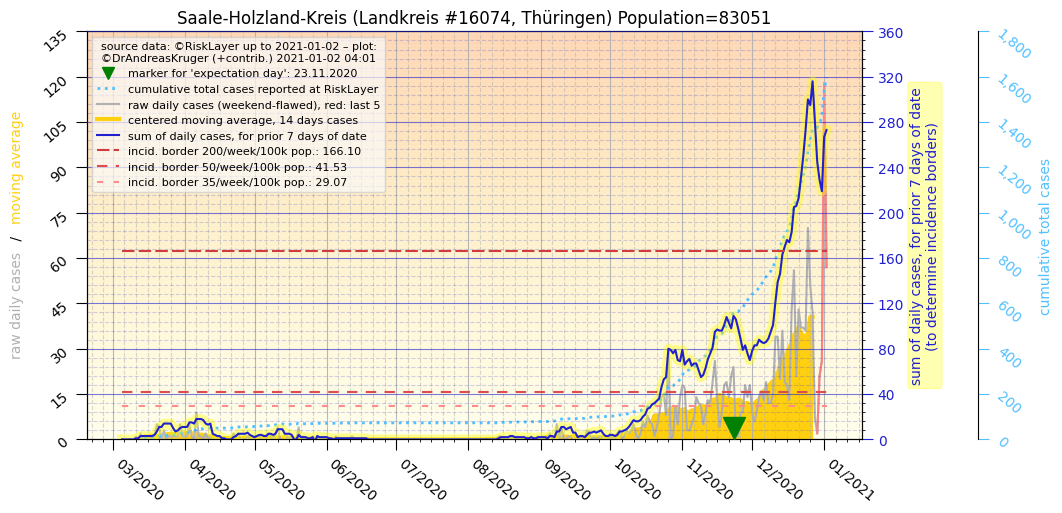 Saale-Holzland-Kreis (Landkreis #16074, Thüringen) Population=83051
source data: ©RiskLayer up to 2021-01-02 – plot:
©DrAndreasKruger (+contrib.) 2021-01-02 04:01
marker for 'expectation day': 23.11.2020
cumulative total cases reported at RiskLayer
raw daily cases (weekend-flawed), red: last 5
centered moving average, 14 days cases
sum of daily cases, for prior 7 days of date
incid. border 200/week/100k pop.: 166.10
incid. border 50/week/100k pop.: 41.53
incid. border 35/week/100k pop.: 29.07
raw daily cases / moving average
135
120
105
90
75
60
45
30
15
0
03/2020
04/2020
05/2020
06/2020
07/2020
08/2020
09/2020
10/2020
11/2020
12/2020
01/2021
360
320
280
240
200
160
120
80
40
0
sum of daily cases, for prior 7 days of date
(to determine incidence borders)
1,800
1,600
1,400
1,200
1,000
800
600
400
200
0
cumulative total cases